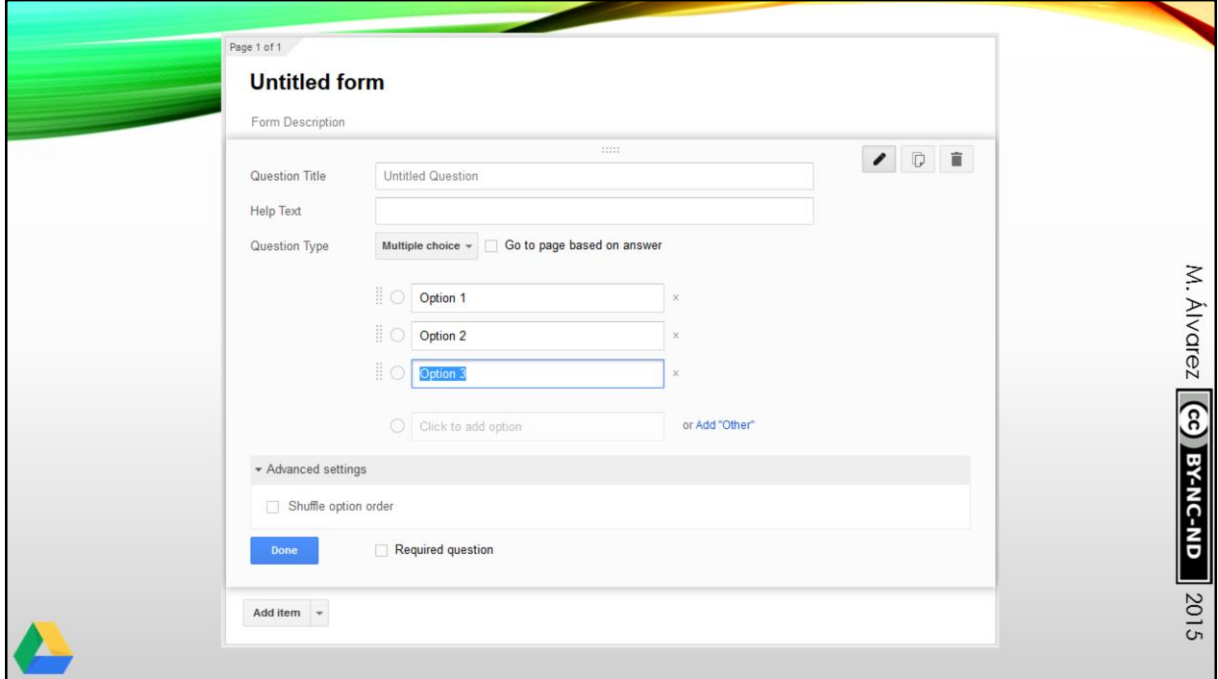 Page 1 of 1
Untitled form
Form Description
Question Title Untitled Question
Help Text
Question Type Multiple choice Go to page based on answer
Option 1 x
Option 2 x
Option 3 x
Click to add option or Add "Other"
Advanced settings
Shuffle option order
Done Required question
Add item
M. Álvarez cc BY-NC-ND 2015